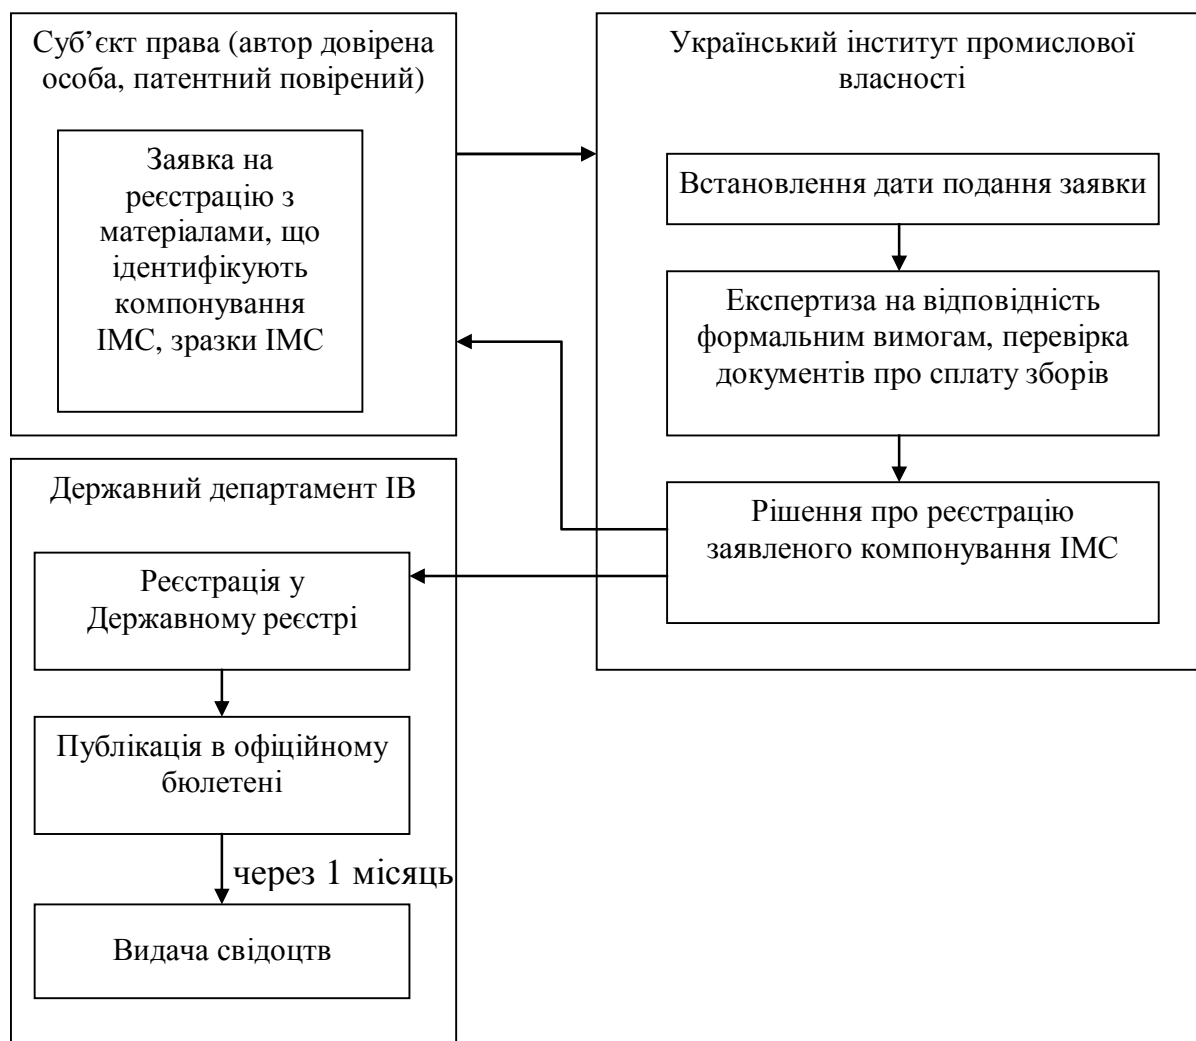 Суб’єкт права (автор довірена
особа, патентний повірений)
Заявка на
реєстрацію з
матеріалами, що
ідентифікують
компонування
ІМС, зразки ІМС
Український інститут промислової
власності
Встановлення дати подання заявки
Експертиза на відповідність
формальним вимогам, перевірка
документів про сплату зборів
Рішення про реєстрацію
заявленого компонування ІМС
Державний департамент ІВ
Реєстрація у
Державному реєстрі
Публікація в офіційному
бюлетені
через 1 місяць
Видача свідоцтв